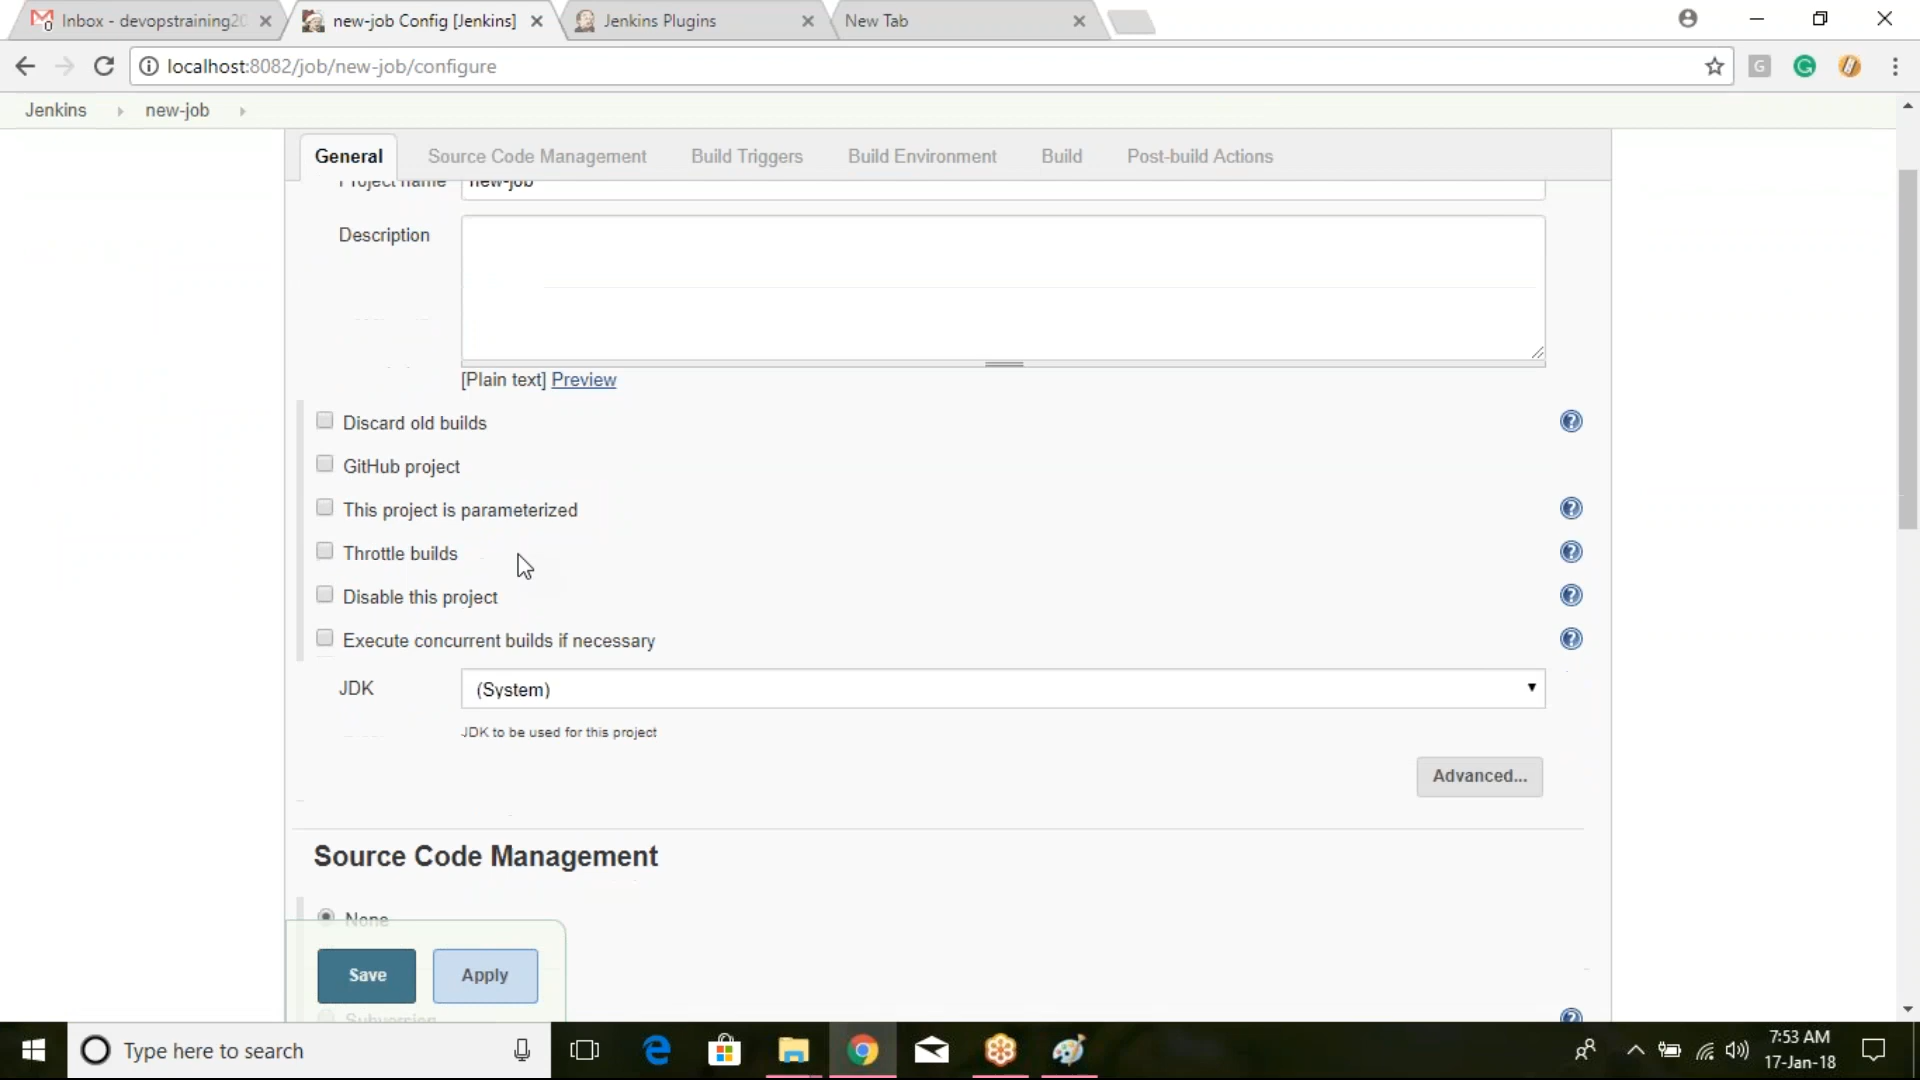 Inbox - devopstraining20
new-job Config [Jenkins]
Jenkins Plugins
New Tab
localhost:8082/job/new-job/configure
Jenkins
new-job
General
Source Code Management
Build Triggers
Build Environment
Build
Post-build Actions
Project name
new-job
Description
[Plain text] Preview
Discard old builds
GitHub project
This project is parameterized
Throttle builds
Disable this project
Execute concurrent builds if necessary
JDK
(System)
JDK to be used for this project
Advanced...
Source Code Management
None
Save
Apply
Subversion
Type here to search
7:53 AM
17-Jan-18